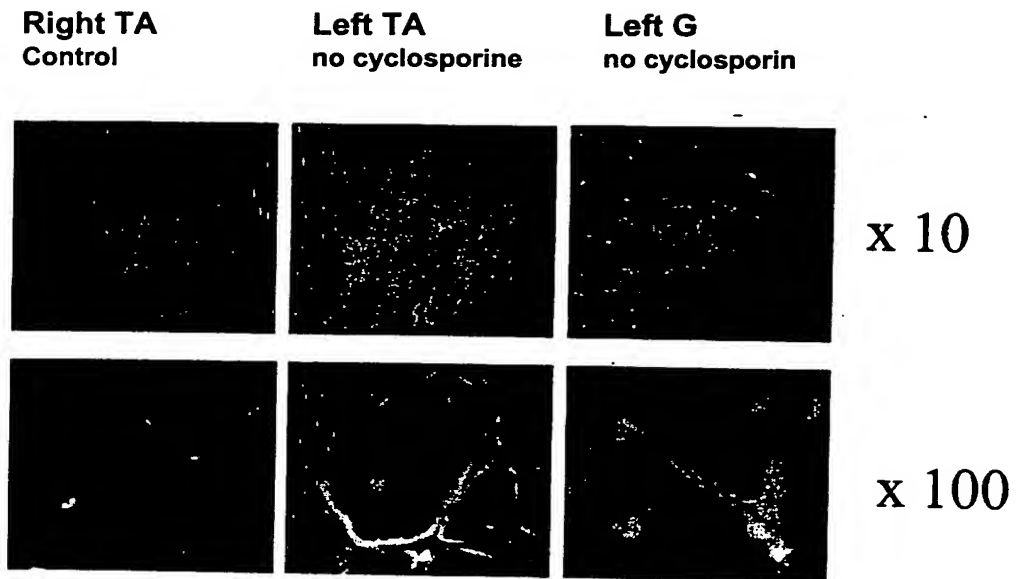 Right TA
Control
Left TA
no cyclosporine
Left G
no cyclosporin
x 10
x 100